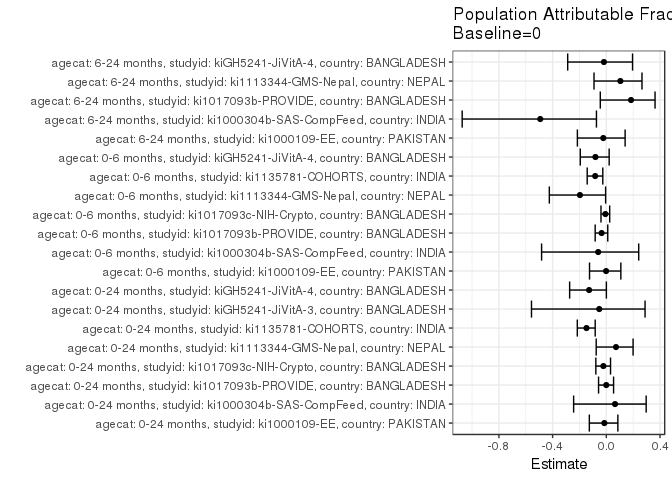 Population Attributable Frac
Baseline=0
agecat: 6-24 months, studyid: kiGH5241-JiVitA-4, country: BANGLADESH
agecat: 6-24 months, studyid: ki1113344-GMS-Nepal, country: NEPAL
agecat: 6-24 months, studyid: ki1017093b-PROVIDE, country: BANGLADESH
agecat: 6-24 months, studyid: ki1000304b-SAS-CompFeed, country: INDIA
agecat: 6-24 months, studyid: ki1000109-EE, country: PAKISTAN
agecat: 0-6 months, studyid: kiGH5241-JiVitA-4, country: BANGLADESH
agecat: 0-6 months, studyid: ki1135781-COHORTS, country: INDIA
agecat: 0-6 months, studyid: ki1113344-GMS-Nepal, country: NEPAL
agecat: 0-6 months, studyid: ki1017093c-NIH-Crypto, country: BANGLADESH
agecat: 0-6 months, studyid: ki1017093b-PROVIDE, country: BANGLADESH
agecat: 0-6 months, studyid: ki1000304b-SAS-CompFeed, country: INDIA
agecat: 0-6 months, studyid: ki1000109-EE, country: PAKISTAN
agecat: 0-24 months, studyid: kiGH5241-JiVitA-4, country: BANGLADESH
agecat: 0-24 months, studyid: kiGH5241-JiVitA-3, country: BANGLADESH
agecat: 0-24 months, studyid: ki1135781-COHORTS, country: INDIA
agecat: 0-24 months, studyid: ki1113344-GMS-Nepal, country: NEPAL
agecat: 0-24 months, studyid: ki1017093c-NIH-Crypto, country: BANGLADESH
agecat: 0-24 months, studyid: ki1017093b-PROVIDE, country: BANGLADESH
agecat: 0-24 months, studyid: ki1000304b-SAS-CompFeed, country: INDIA
agecat: 0-24 months, studyid: ki1000109-EE, country: PAKISTAN
-0.8 -0.4 0.0 0.4
Estimate